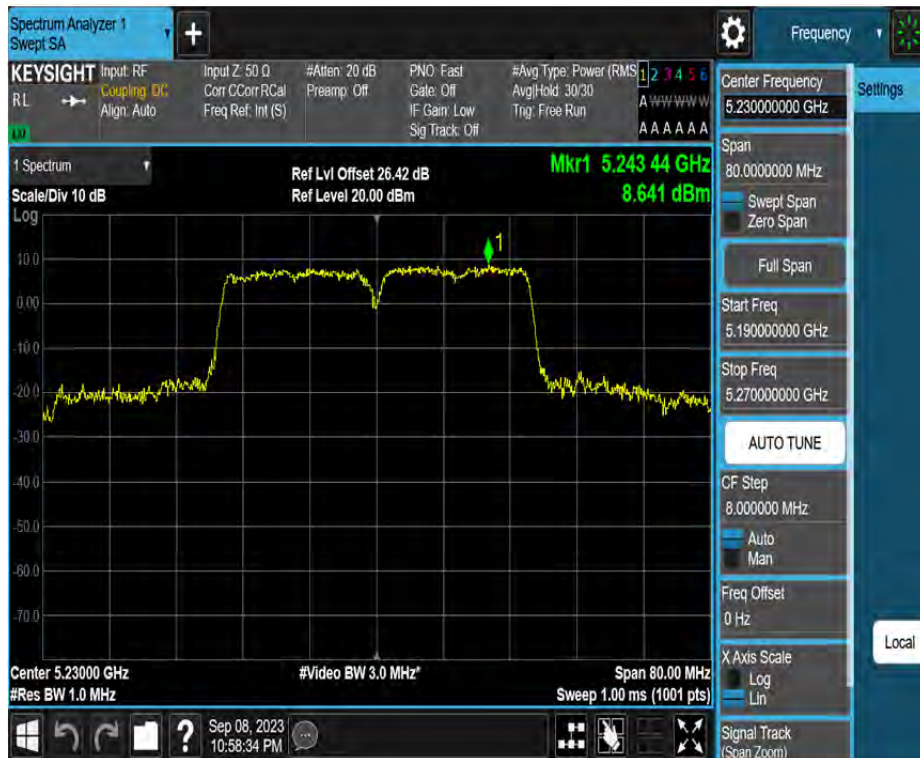 Spectrum Analyzer 1
Swept SA
+
Frequency
KEYSIGHT
RL
LXI
Input: RF
Coupling: DC
Align: Auto
Input Z: 50 Ω
Corr CCorr RCal
Freq Ref: Int (S)
#Atten: 20 dB
Preamp: Off
PNO: Fast
Gate: Off
IF Gain: Low
Sig Track: Off
#Avg Type: Power (RMS
Avg|Hold: 30/30
Trig: Free Run
1 2 3 4 5 6
A W W W W W
A A A A A A
Center Frequency
5.230000000 GHz
Settings
Span
80.0000000 MHz
Swept Span
Zero Span
Full Span
Start Freq
5.190000000 GHz
Stop Freq
5.270000000 GHz
AUTO TUNE
CF Step
8.000000 MHz
Auto
Man
Freq Offset
0 Hz
X Axis Scale
Log
Lin
Signal Track
(Span Zoom)
Local
1 Spectrum
Scale/Div 10 dB
Ref Lvl Offset 26.42 dB
Ref Level 20.00 dBm
Mkr1 5.243 44 GHz
8.641 dBm
Log
1
10.0
0.00
-10.0
-20.0
-30.0
-40.0
-50.0
-60.0
-70.0
Center 5.23000 GHz
#Video BW 3.0 MHz*
Span 80.00 MHz
#Res BW 1.0 MHz
Sweep 1.00 ms (1001 pts)
?
Sep 08, 2023
10:58:34 PM